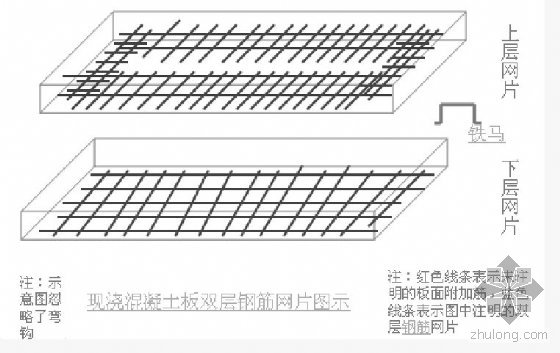 上层网片
铁马
下层网片
注：示
意图忽
略了弯
钩
现浇混凝土板双层钢筋网片图示
注：红色线条表示未注
明的板面附加筋，
色
线条表示图中注明的双
层钢筋网片
zhulong.com